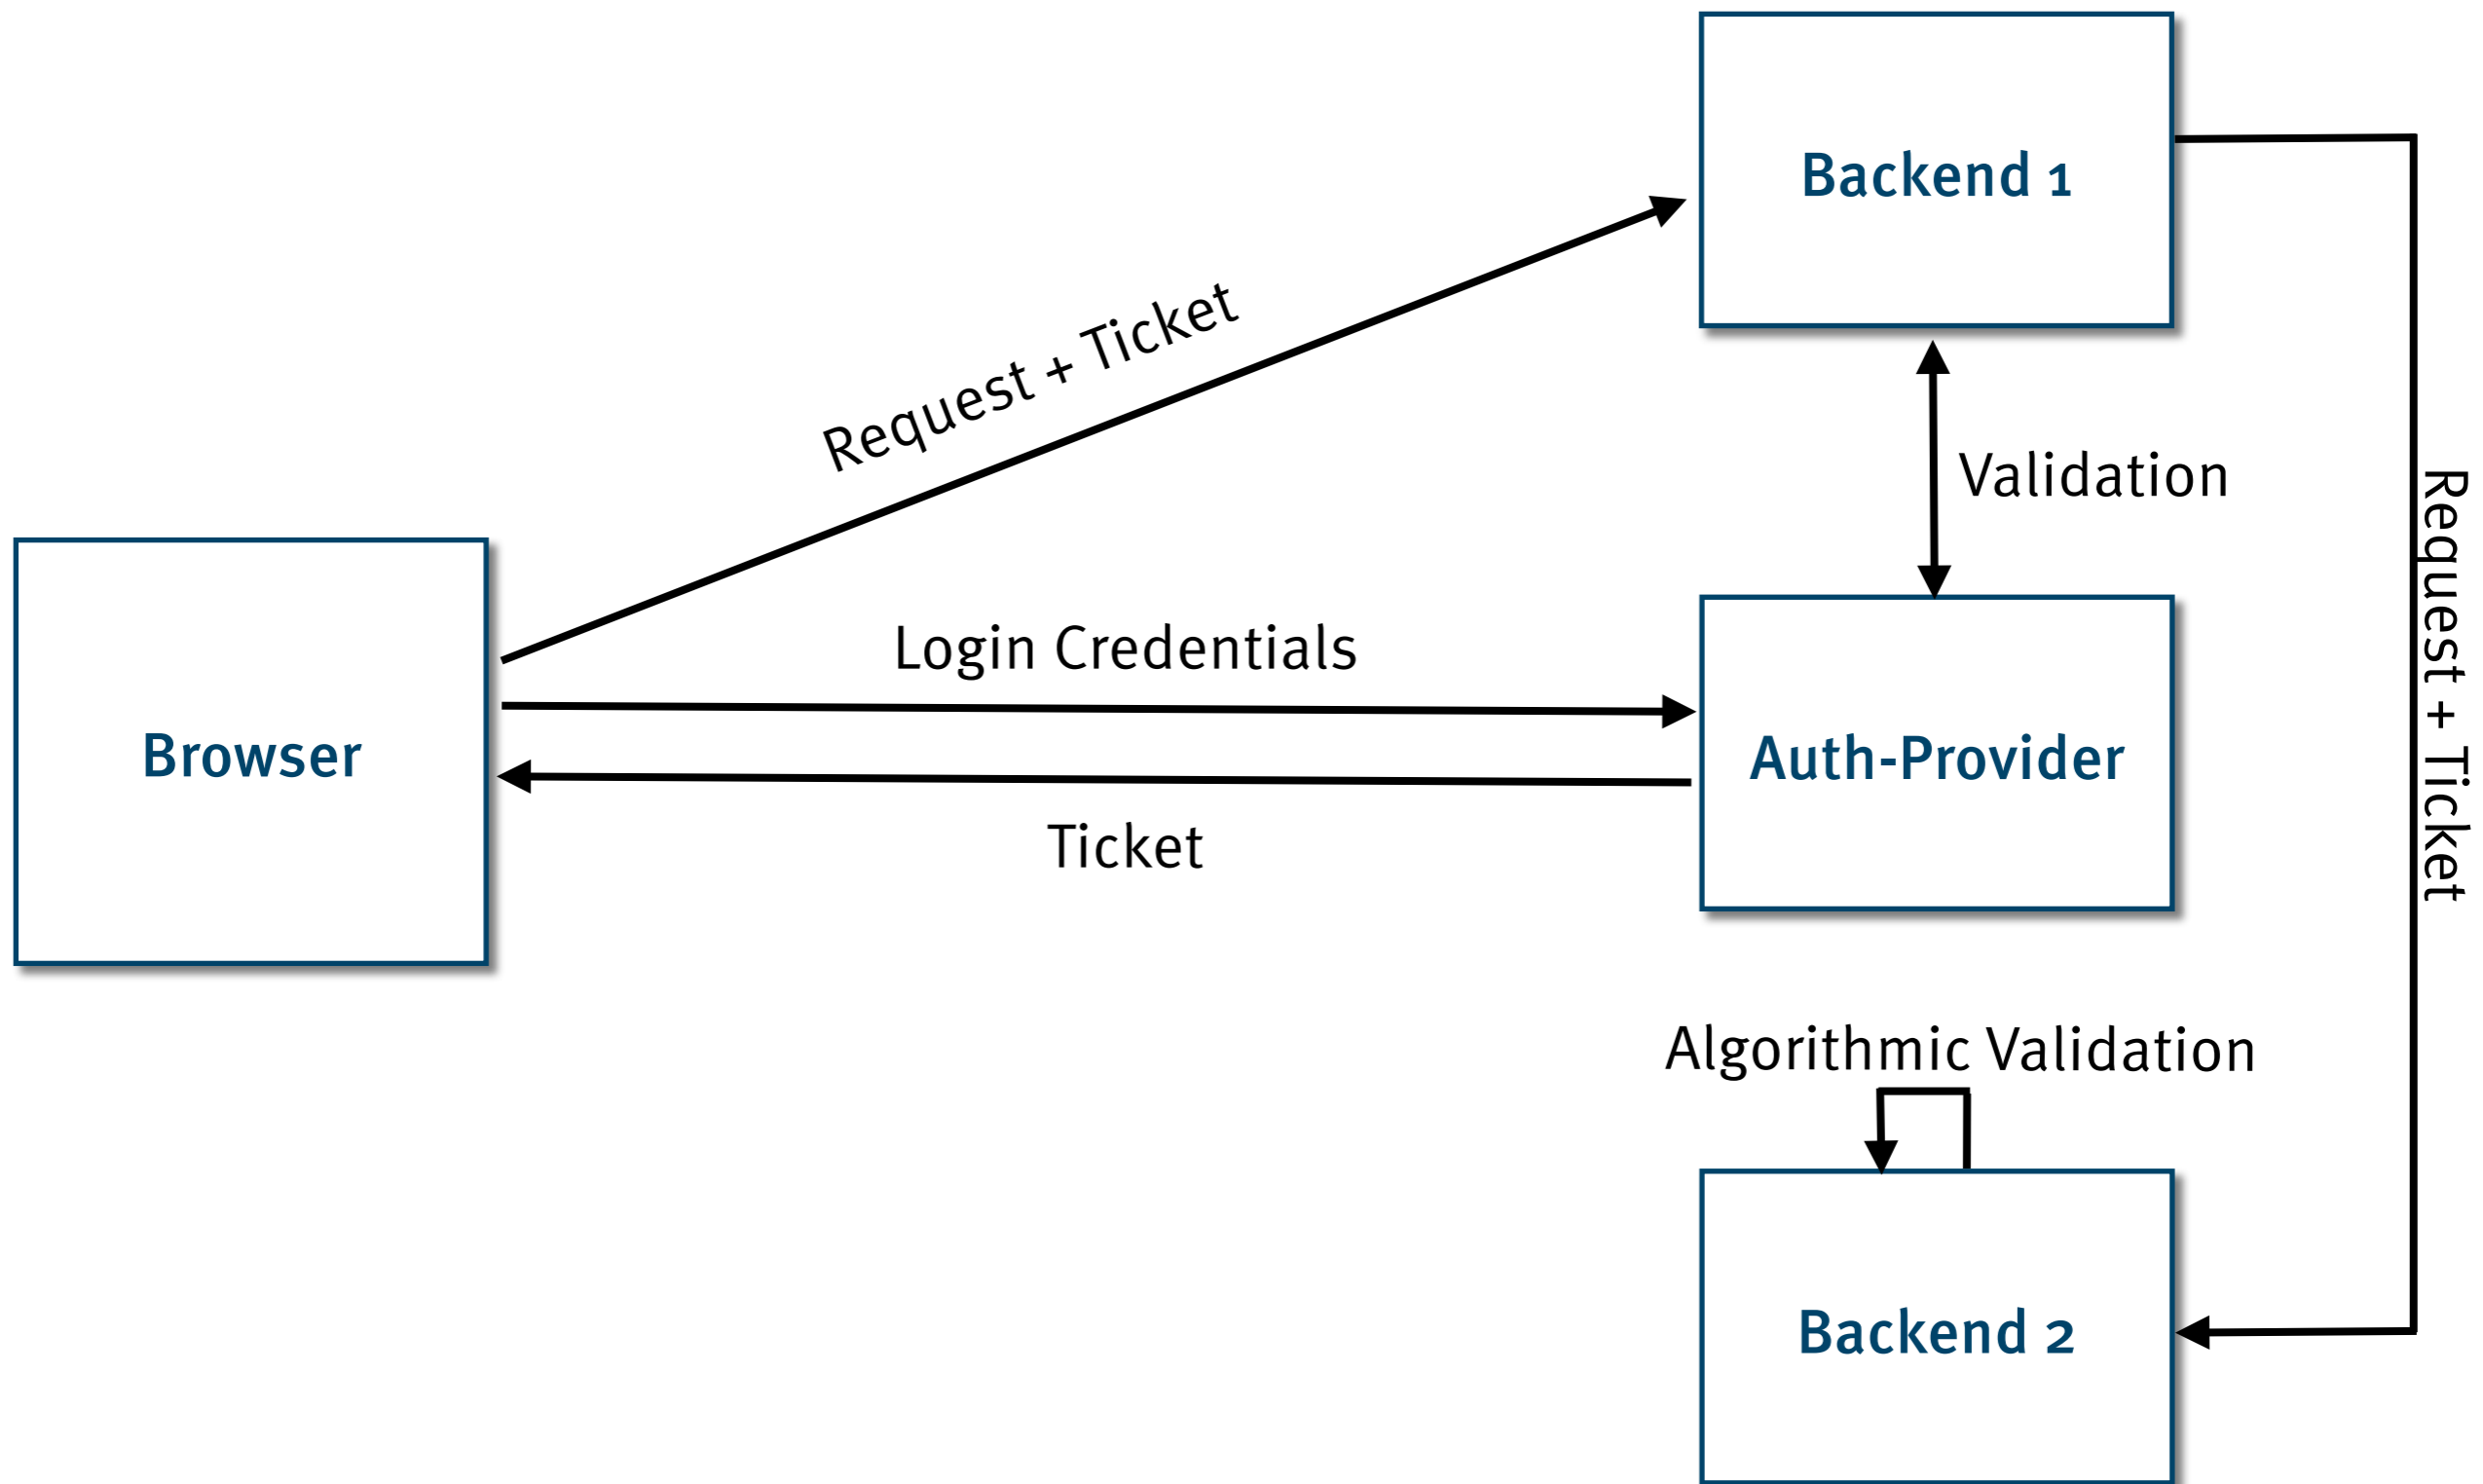 Backend 1
Request + Ticket
Validation
Request + Ticket
Login Credentials
Browser
Auth-Provider
Ticket
Algorithmic Validation
Backend 2